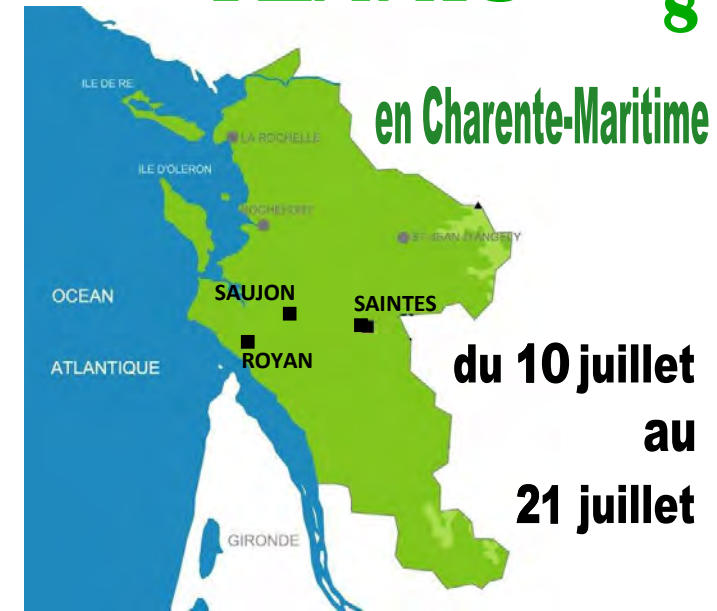 8
en Charente-Maritime
ILE DE RE
LA ROCHELLE
ILE D'OLERON
ROCHEFORT
ST JEAN D'ANGELY
OCEAN
SAUJON
SAINTES
ATLANTIQUE
ROYAN
du 10 juillet
au
21 juillet
GIRONDE